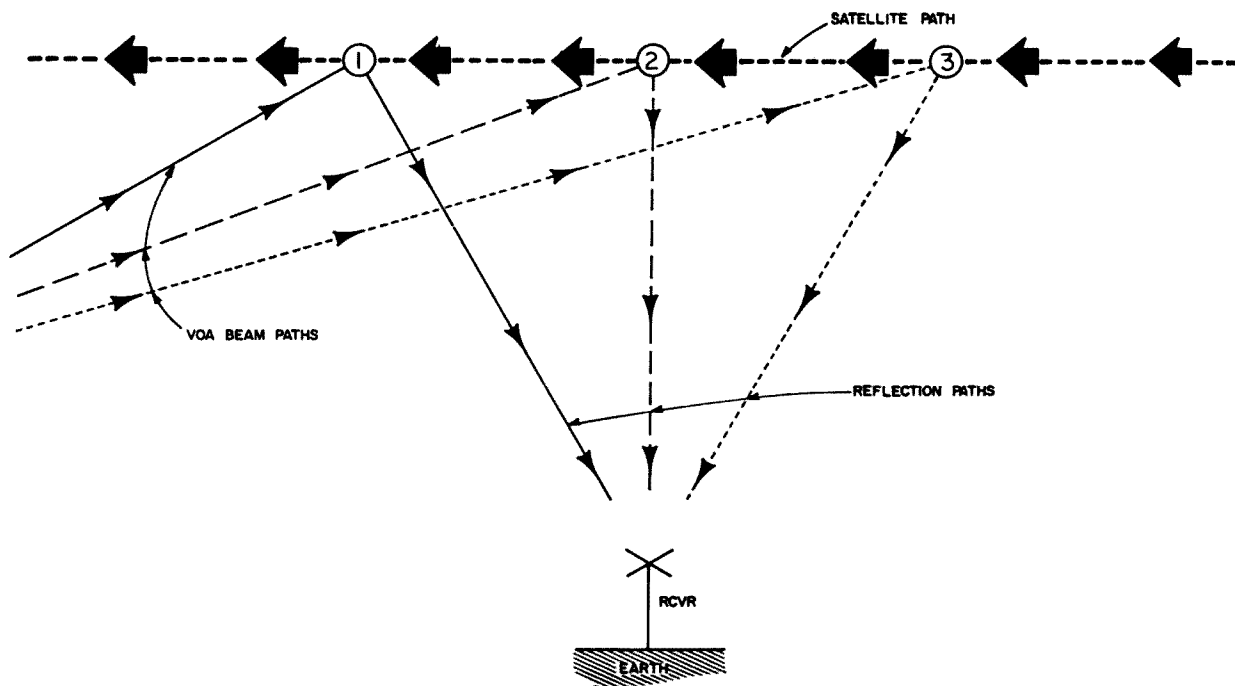 SATELLITE PATH
1
2
3
VOA BEAM PATHS
REFLECTION PATHS
RCVR
EARTH